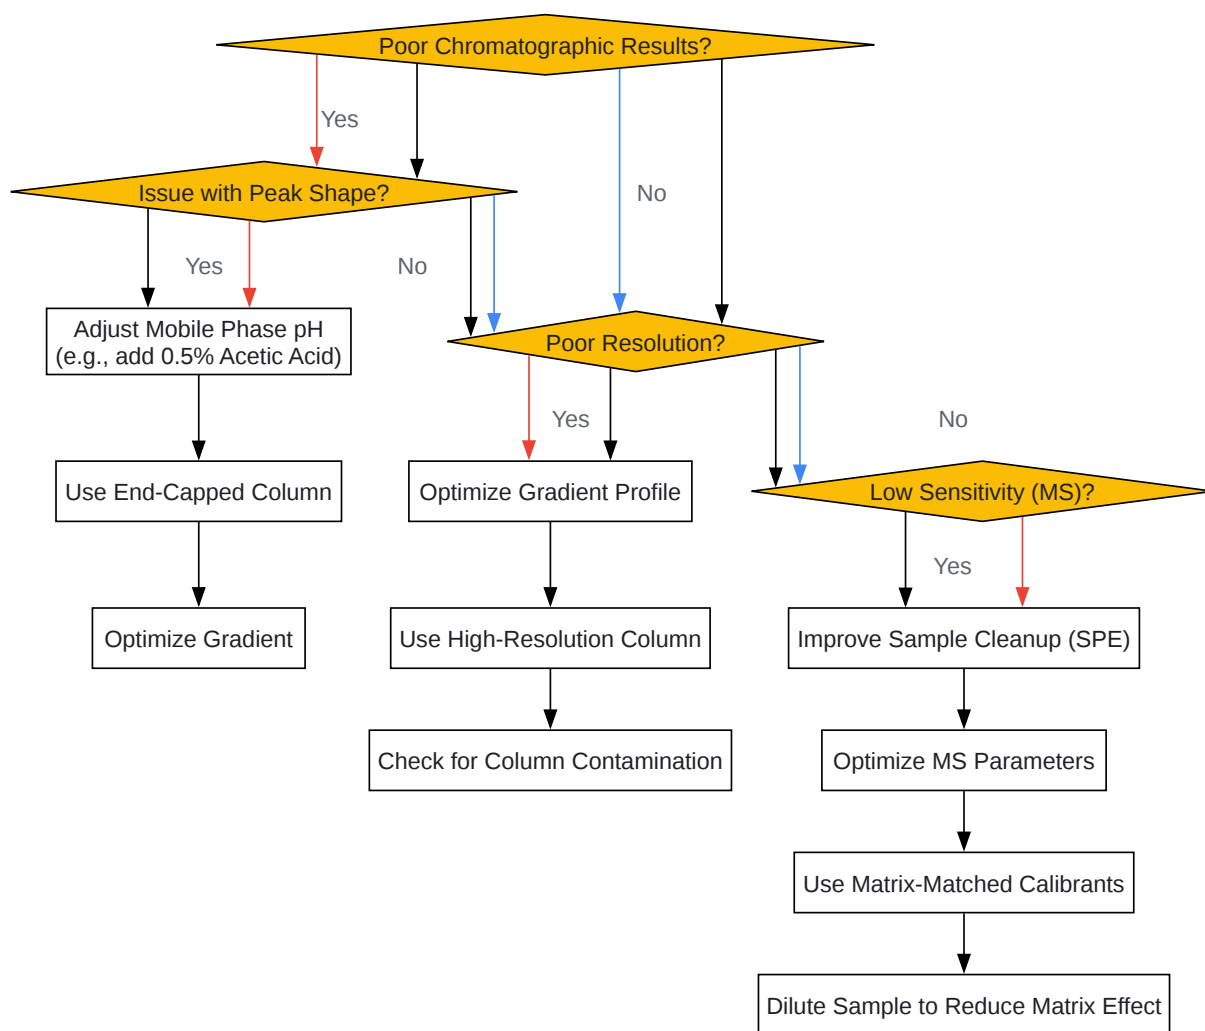 Poor Chromatographic Results?
Yes
Issue with Peak Shape?
No
Yes
No
Adjust Mobile Phase pH
(e.g., add 0.5% Acetic Acid)
Poor Resolution?
Yes
No
Use End-Capped Column
Optimize Gradient Profile
Low Sensitivity (MS)?
Yes
Optimize Gradient
Use High-Resolution Column
Improve Sample Cleanup (SPE)
Check for Column Contamination
Optimize MS Parameters
Use Matrix-Matched Calibrants
Dilute Sample to Reduce Matrix Effect